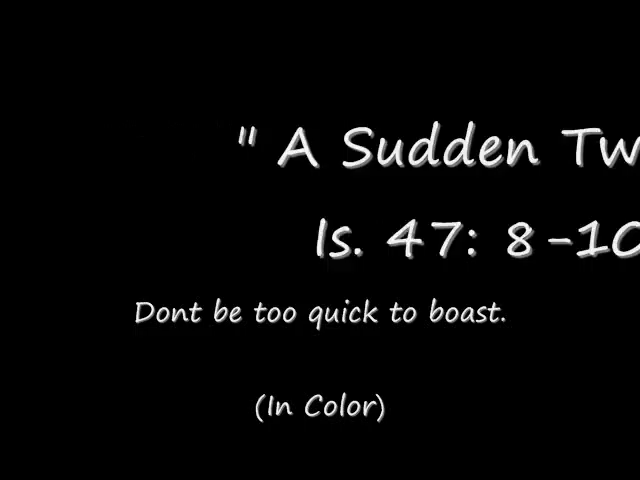 " A Sudden Tw
Is. 47: 8-10
Dont be too quick to boast.
(In Color)